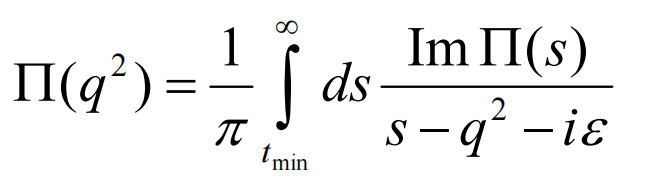 Π(q²) = 1/π ∫_{t_min}^{∞} ds Im Π(s) / (s − q² − iε)